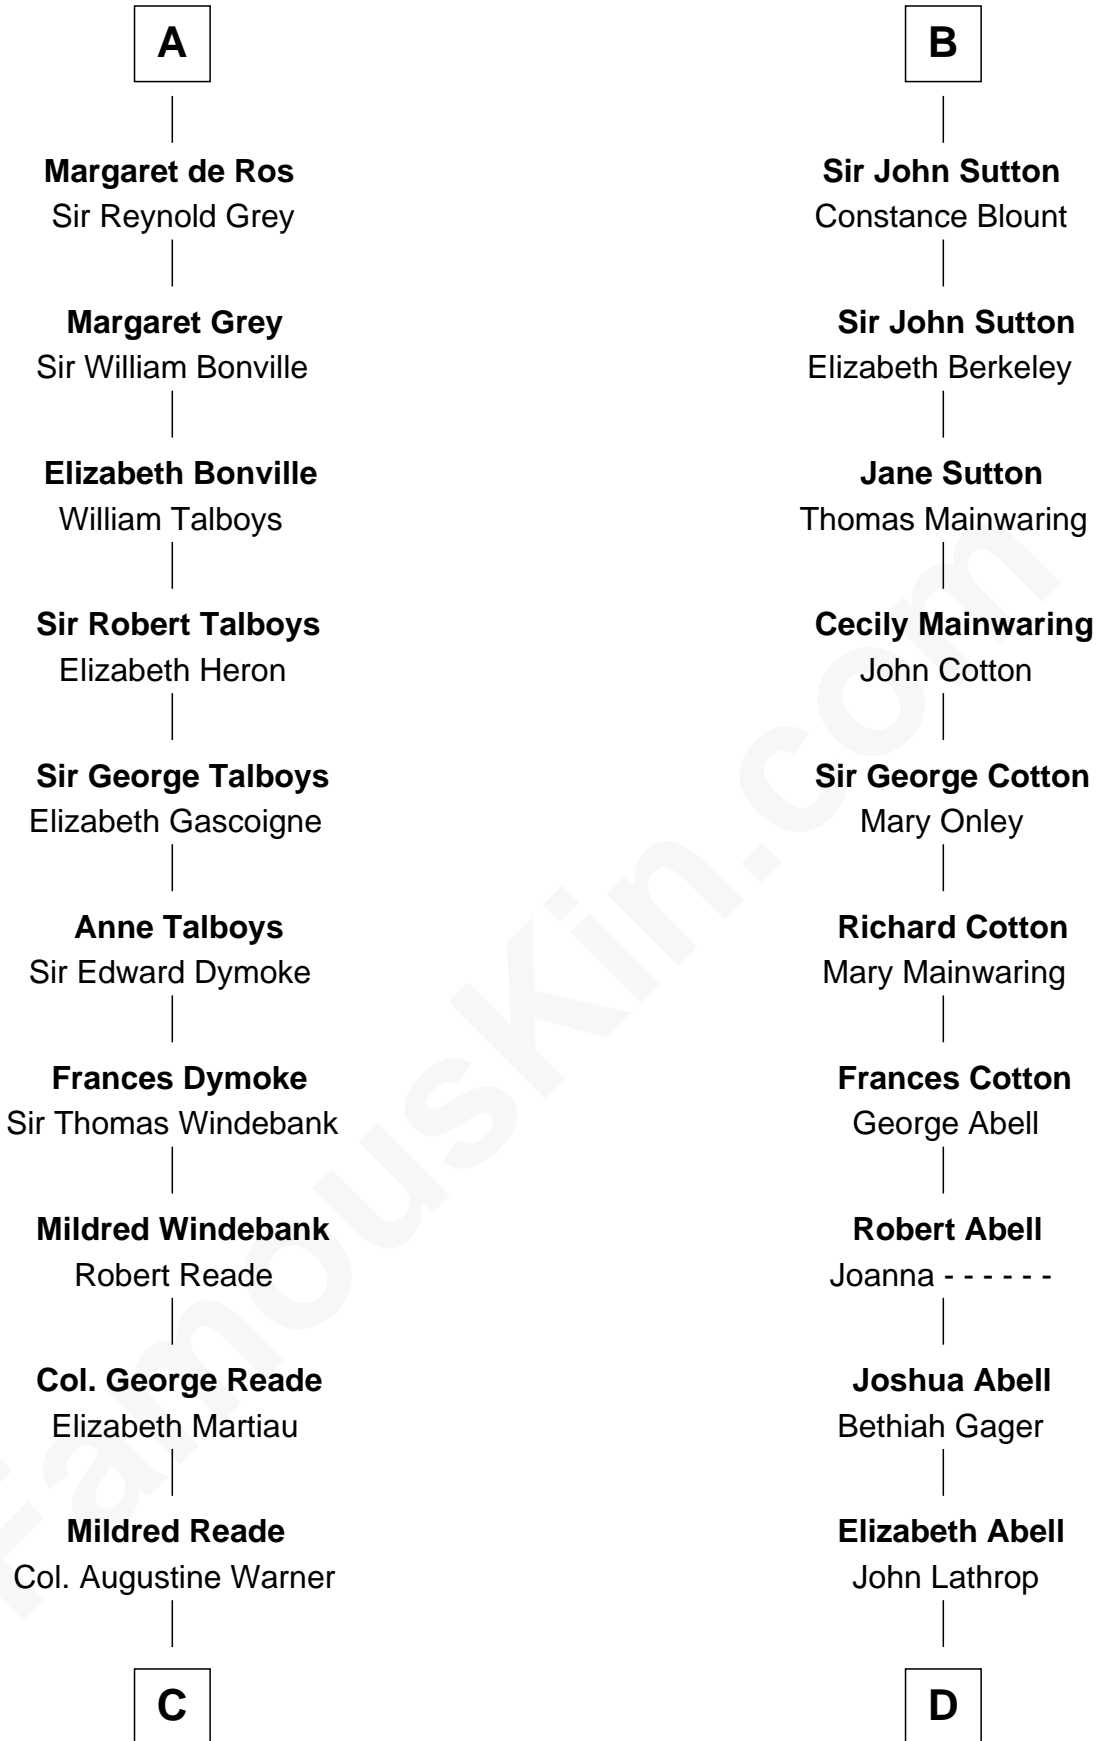 A
Margaret de Ros
Sir Reynold Grey
Margaret Grey
Sir William Bonville
Elizabeth Bonville
William Talboys
Sir Robert Talboys
Elizabeth Heron
Sir George Talboys
Elizabeth Gascoigne
Anne Talboys
Sir Edward Dymoke
Frances Dymoke
Sir Thomas Windebank
Mildred Windebank
Robert Reade
Col. George Reade
Elizabeth Martiau
Mildred Reade
Col. Augustine Warner
C
B
Sir John Sutton
Constance Blount
Sir John Sutton
Elizabeth Berkeley
Jane Sutton
Thomas Mainwaring
Cecily Mainwaring
John Cotton
Sir George Cotton
Mary Onley
Richard Cotton
Mary Mainwaring
Frances Cotton
George Abell
Robert Abell
Joanna - - - - - -
Joshua Abell
Bethiah Gager
Elizabeth Abell
John Lathrop
D
FamousKin.com